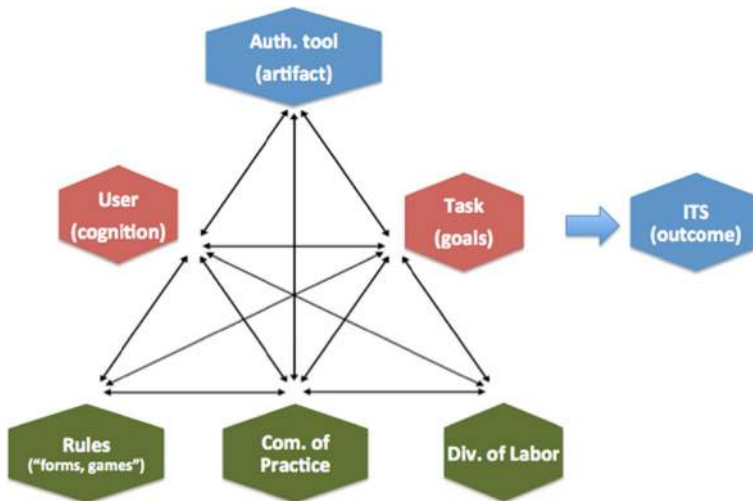 Auth. tool
(artifact)
User
(cognition)
Task
(goals)
ITS
(outcome)
Rules
("forms, games")
Com. of
Practice
Div. of Labor